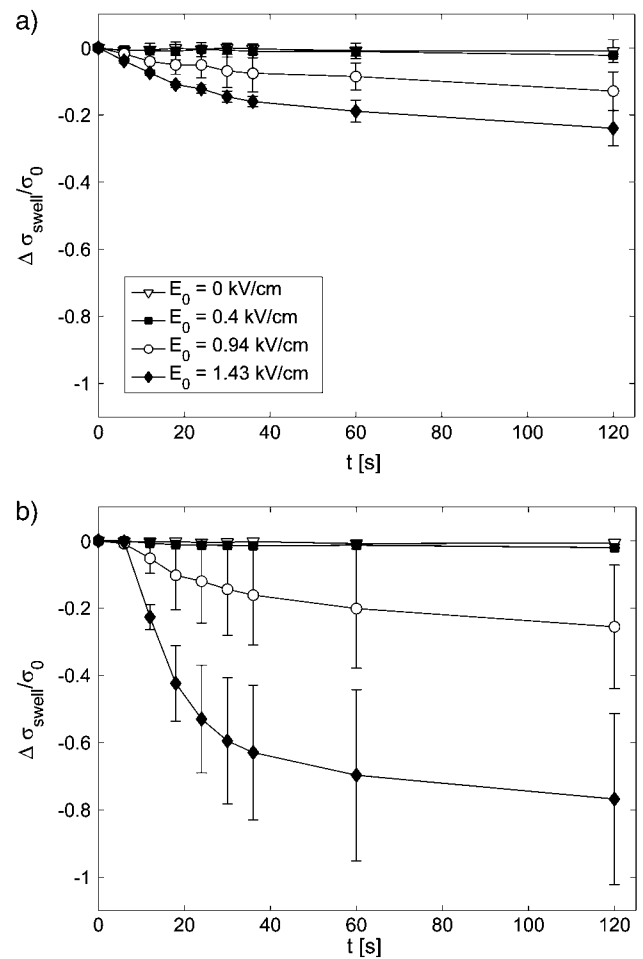 a)
0
-0.2
-0.4
-0.6
-0.8
-1
Δ σswell/σ0
E0 = 0 kV/cm
E0 = 0.4 kV/cm
E0 = 0.94 kV/cm
E0 = 1.43 kV/cm
0 20 40 60 80 100 120
t [s]
b)
0
-0.2
-0.4
-0.6
-0.8
-1
Δ σswell/σ0
0 20 40 60 80 100 120
t [s]